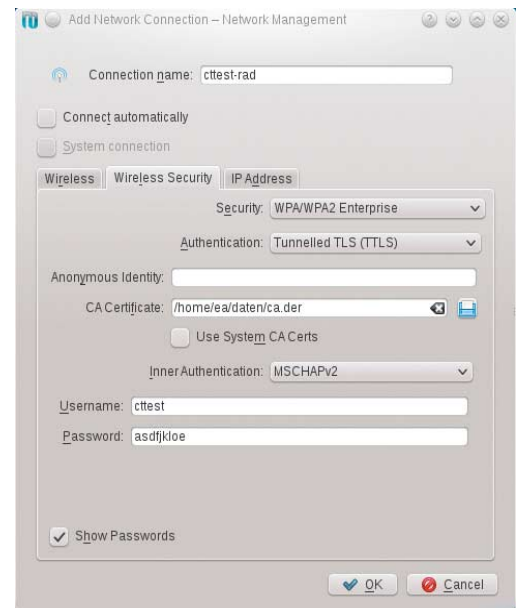 Add Network Connection – Network Management
Connection name: cttest-rad
Connect automatically
System connection
Wireless Wireless Security IP Address
Security: WPA/WPA2 Enterprise
Authentication: Tunnelled TLS (TTLS)
Anonymous Identity:
CA Certificate: /home/ea/daten/ca.der
Use System CA Certs
Inner Authentication: MSCHAPv2
Username: cttest
Password: asdfjkloe
Show Passwords
OK Cancel